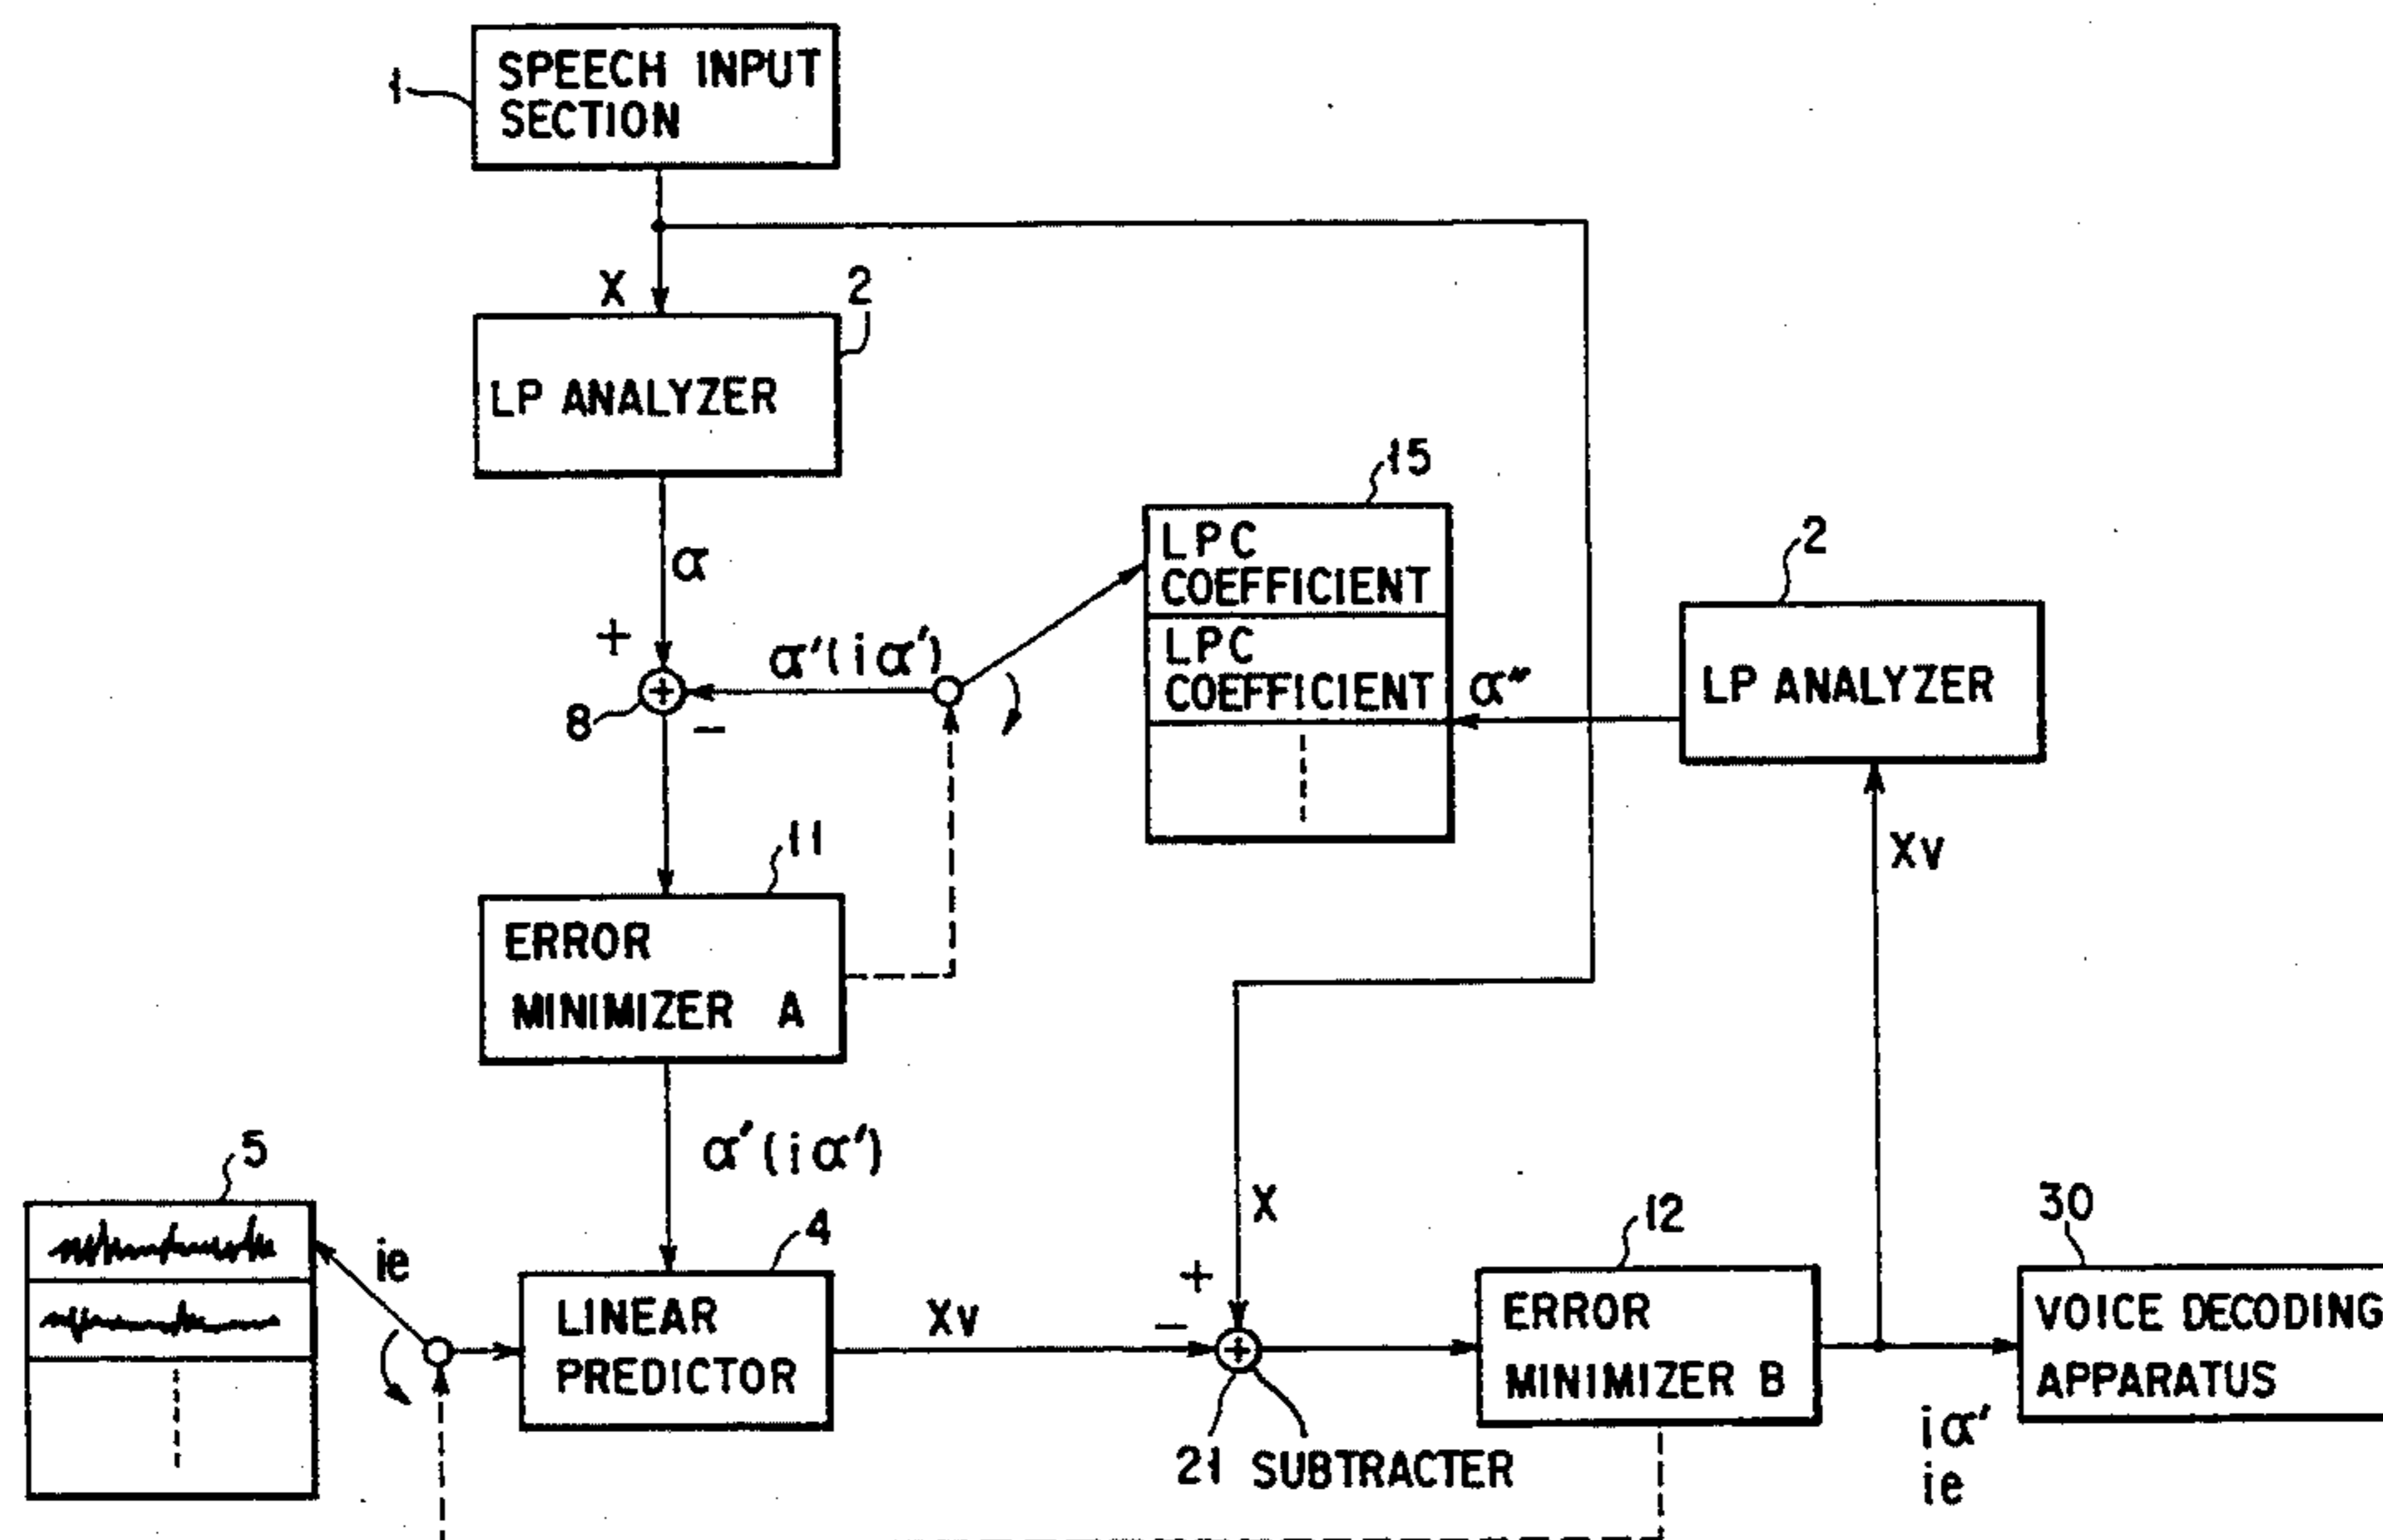 SPEECH INPUT
SECTION
1
X
2
LP ANALYZER
α
15
LPC
COEFFICIENT
LPC
COEFFICIENT
2
LP ANALYZER
+
α'(iα')
α"
8
+
−
11
ERROR
MINIMIZER A
Xv
α'(iα')
5
ie
4
LINEAR
PREDICTOR
Xv
X
+
−
+
21 SUBTRACTER
12
ERROR
MINIMIZER B
30
VOICE DECODING
APPARATUS
iα'
ie